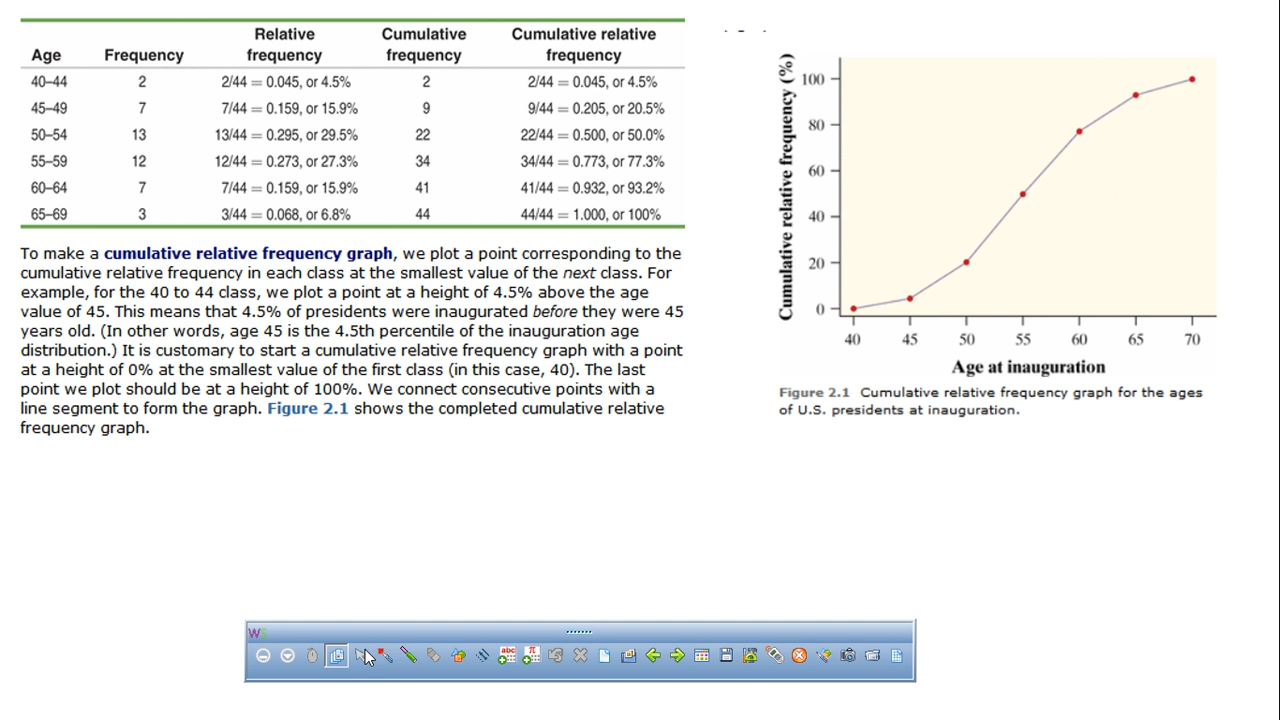 Relative Cumulative Cumulative relative
Age Frequency frequency frequency frequency
40–44 2 2/44 = 0.045, or 4.5% 2 2/44 = 0.045, or 4.5%
45–49 7 7/44 = 0.159, or 15.9% 9 9/44 = 0.205, or 20.5%
50–54 13 13/44 = 0.295, or 29.5% 22 22/44 = 0.500, or 50.0%
55–59 12 12/44 = 0.273, or 27.3% 34 34/44 = 0.773, or 77.3%
60–64 7 7/44 = 0.159, or 15.9% 41 41/44 = 0.932, or 93.2%
65–69 3 3/44 = 0.068, or 6.8% 44 44/44 = 1.000, or 100%
To make a cumulative relative frequency graph, we plot a point corresponding to the
cumulative relative frequency in each class at the smallest value of the next class. For
example, for the 40 to 44 class, we plot a point at a height of 4.5% above the age
value of 45. This means that 4.5% of presidents were inaugurated before they were 45
years old. (In other words, age 45 is the 4.5th percentile of the inauguration age
distribution.) It is customary to start a cumulative relative frequency graph with a point
at a height of 0% at the smallest value of the first class (in this case, 40). The last
point we plot should be at a height of 100%. We connect consecutive points with a
line segment to form the graph. Figure 2.1 shows the completed cumulative relative
frequency graph.
Cumulative relative frequency (%)
100
80
60
40
20
0
40 45 50 55 60 65 70
Age at inauguration
Figure 2.1 Cumulative relative frequency graph for the ages
of U.S. presidents at inauguration.
abc
π